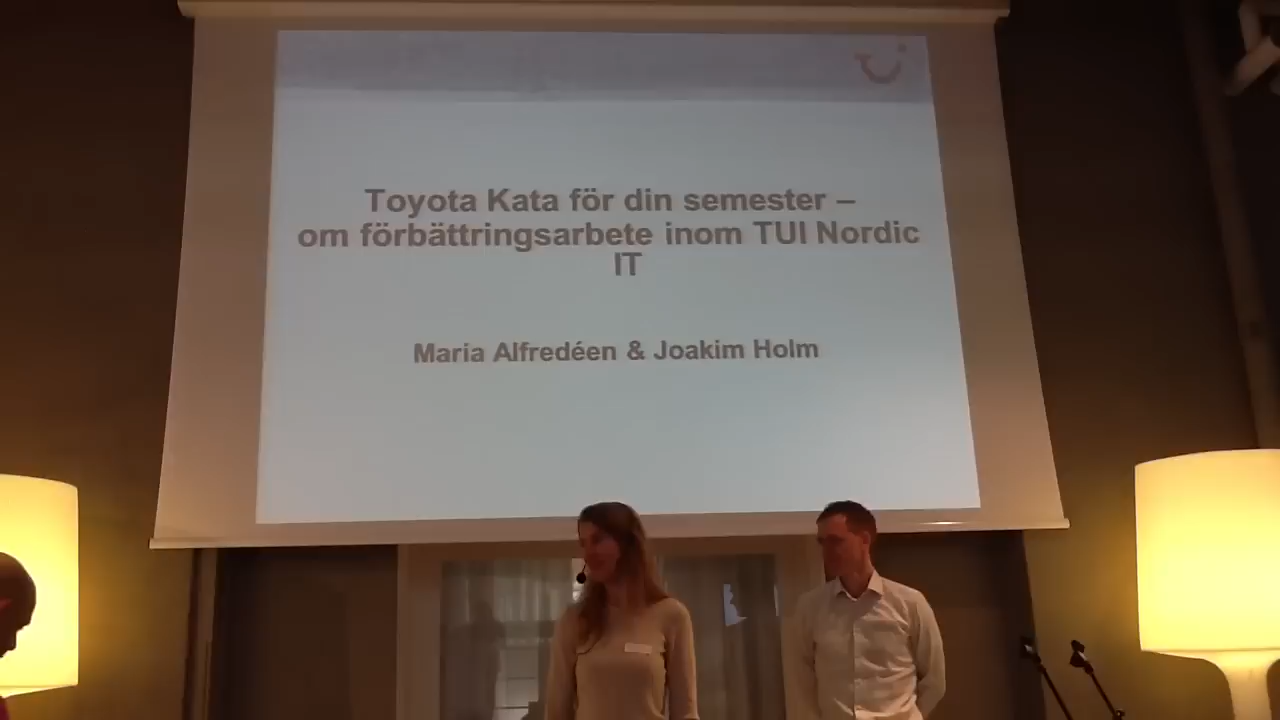 Toyota Kata för din semester –
om förbättringsarbete inom TUI Nordic
IT
Maria Alfredéen & Joakim Holm